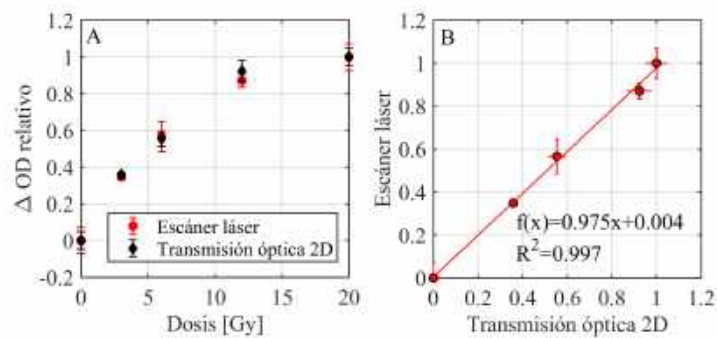 A
1.2
1
0.8
0.6
0.4
0.2
0
-0.2
Δ OD relativo
Escáner láser
Transmisión óptica 2D
0 5 10 15 20
Dosis [Gy]
B
1.2
1
0.8
0.6
0.4
0.2
0
Escáner láser
f(x)=0.975x+0.004
R²=0.997
0 0.2 0.4 0.6 0.8 1 1.2
Transmisión óptica 2D